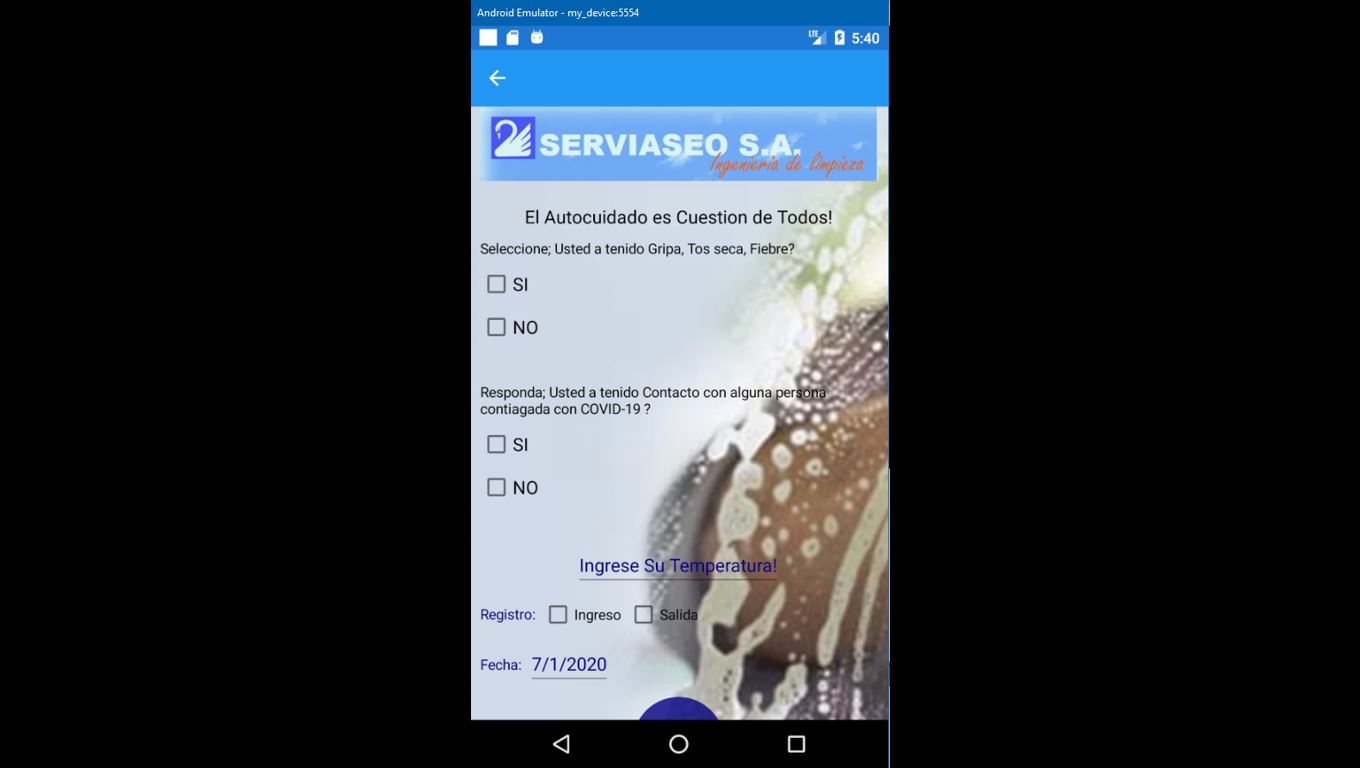 Android Emulator - my_device:5554
LTE 5:40
SERVIASEO S.A.
Ingenieria de limpieza
El Autocuidado es Cuestion de Todos!
Seleccione; Usted a tenido Gripa, Tos seca, Fiebre?
SI
NO
Responda; Usted a tenido Contacto con alguna persona
contiagada con COVID-19 ?
SI
NO
Ingrese Su Temperatura!
Registro: Ingreso Salida
Fecha: 7/1/2020